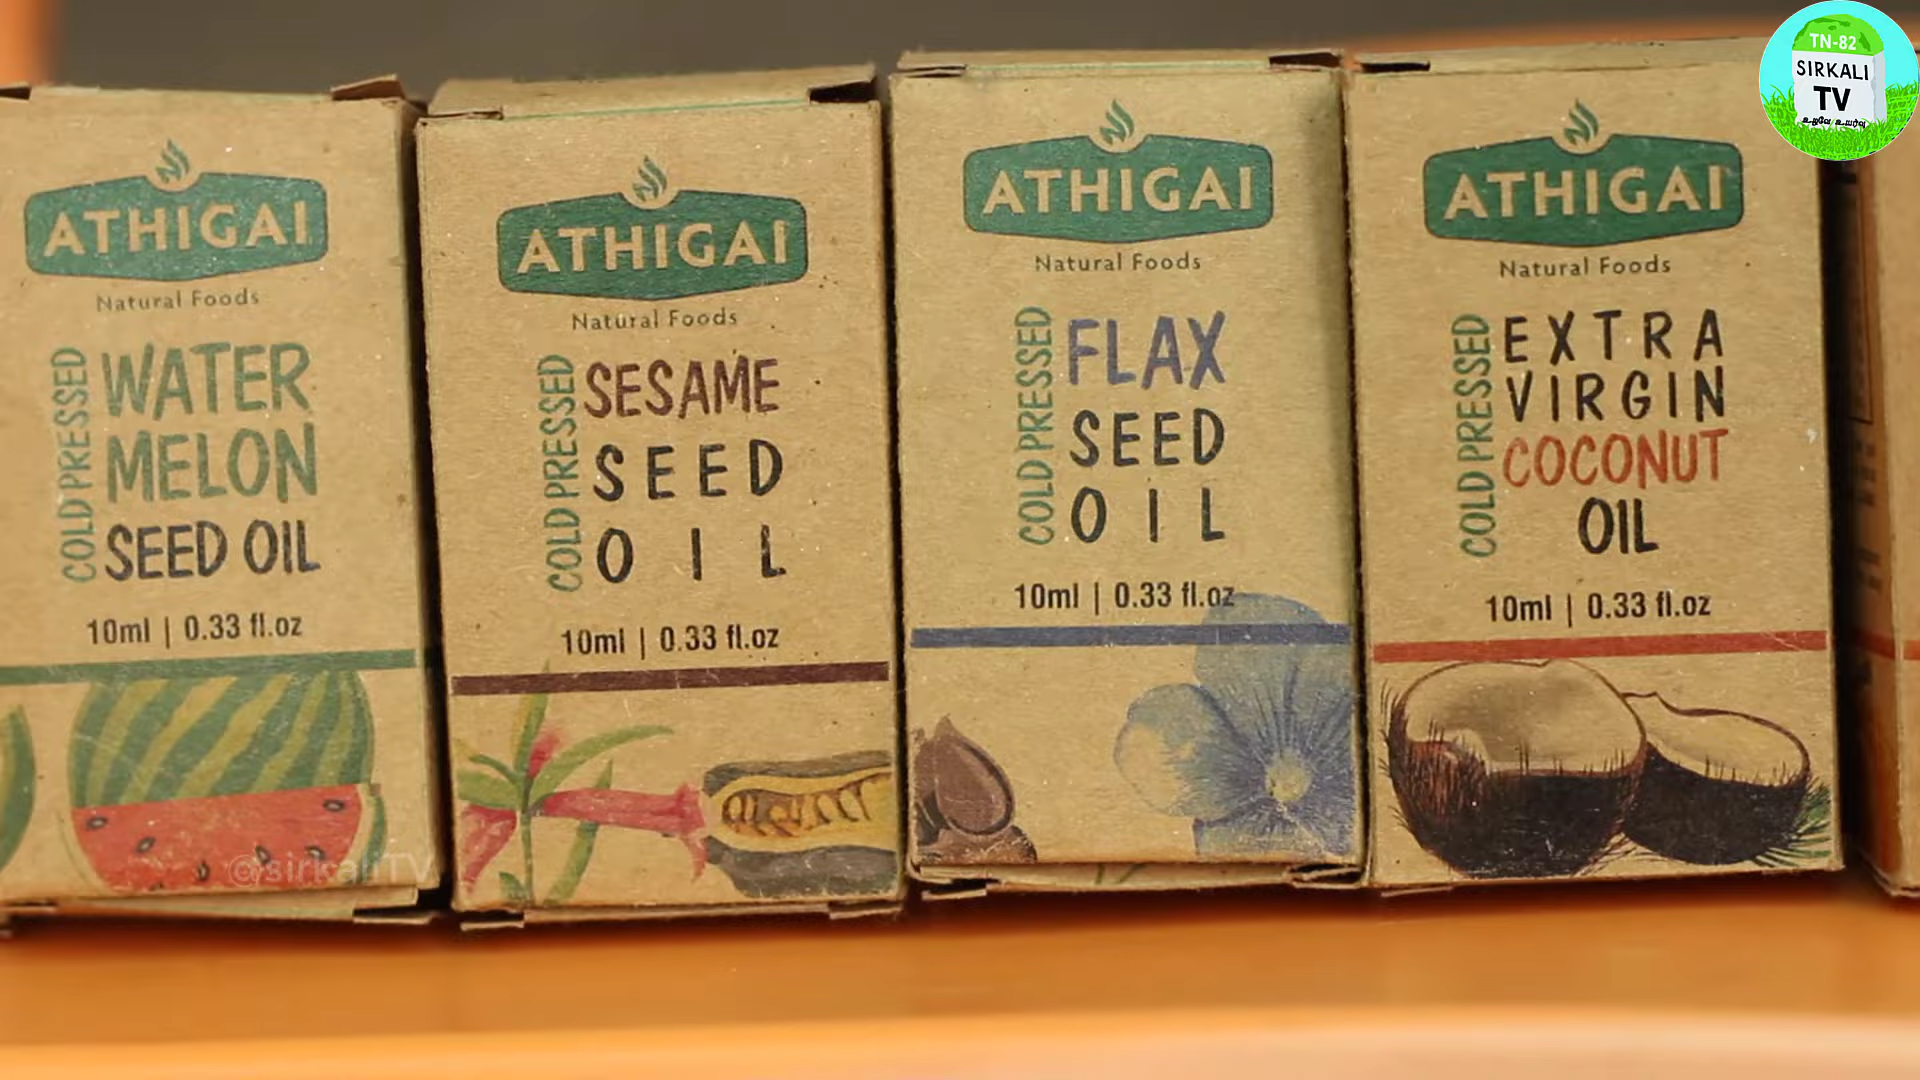 ATHIGAI
Natural Foods
COLD PRESSED
WATER
MELON
SEED OIL
10ml | 0.33 fl.oz
ATHIGAI
Natural Foods
COLD PRESSED
SESAME
SEED
OIL
10ml | 0.33 fl.oz
ATHIGAI
Natural Foods
COLD PRESSED
FLAX
SEED
OIL
10ml | 0.33 fl.oz
ATHIGAI
Natural Foods
COLD PRESSED
EXTRA
VIRGIN
COCONUT
OIL
10ml | 0.33 fl.oz
TN-82
SIRKALI
TV
@sirkaliTV